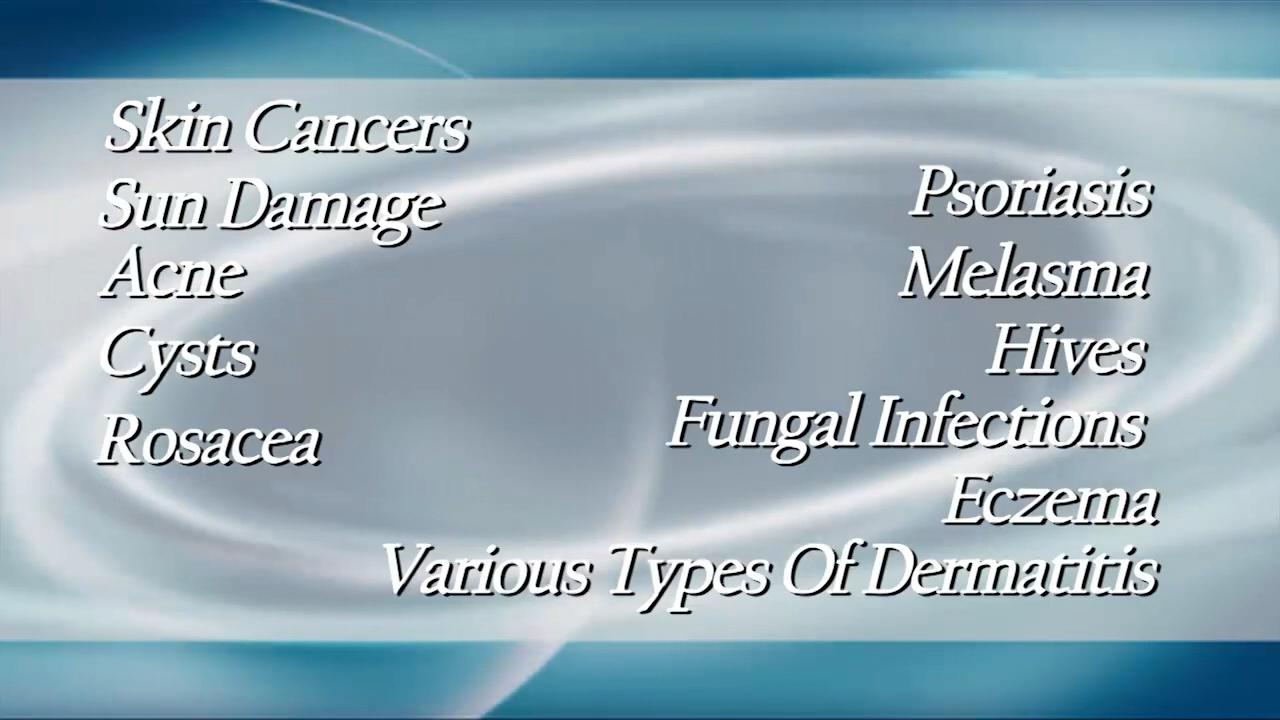 Skin Cancers
Sun Damage
Acne
Cysts
Rosacea
Psoriasis
Melasma
Hives
Fungal Infections
Eczema
Various Types Of Dermatitis